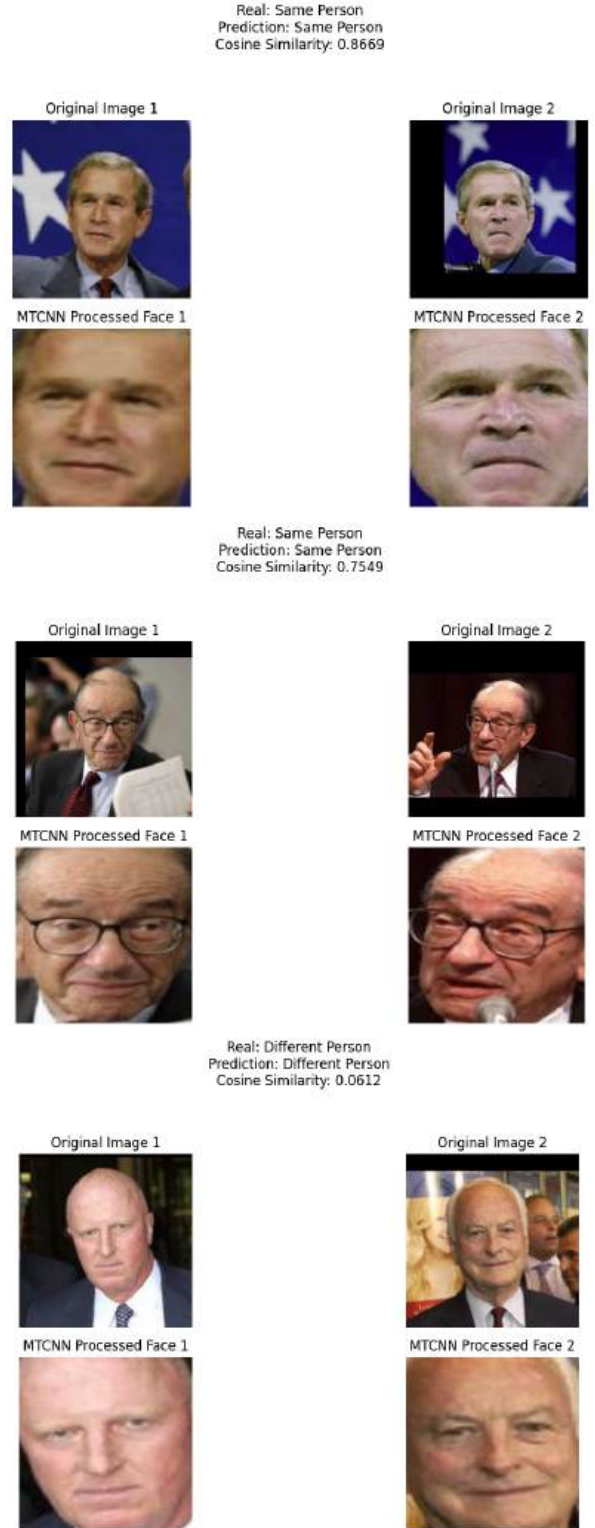 Real: Same Person
Prediction: Same Person
Cosine Similarity: 0.8669
Original Image 1
Original Image 2
MTCNN Processed Face 1
MTCNN Processed Face 2
Real: Same Person
Prediction: Same Person
Cosine Similarity: 0.7549
Original Image 1
Original Image 2
MTCNN Processed Face 1
MTCNN Processed Face 2
Real: Different Person
Prediction: Different Person
Cosine Similarity: 0.0612
Original Image 1
Original Image 2
MTCNN Processed Face 1
MTCNN Processed Face 2